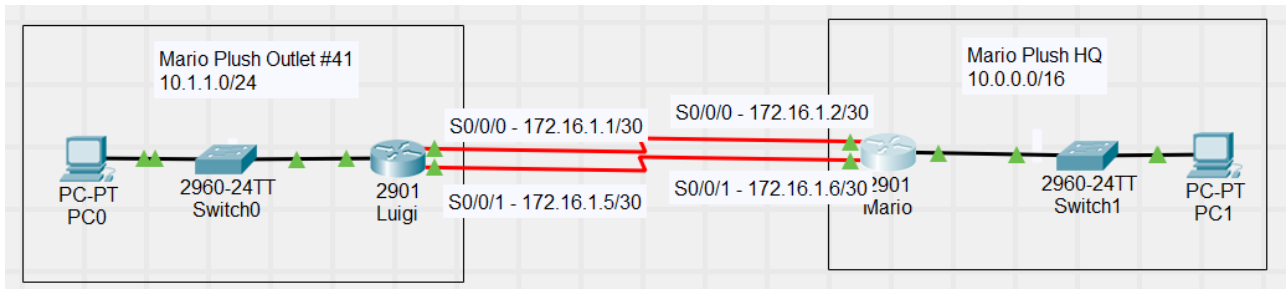 Mario Plush Outlet #41
10.1.1.0/24
Mario Plush HQ
10.0.0.0/16
S0/0/0 - 172.16.1.1/30
S0/0/0 - 172.16.1.2/30
PC-PT
PC0
2960-24TT
Switch0
2901
Luigi
S0/0/1 - 172.16.1.5/30
S0/0/1 - 172.16.1.6/30
2901
Mario
2960-24TT
Switch1
PC-PT
PC1